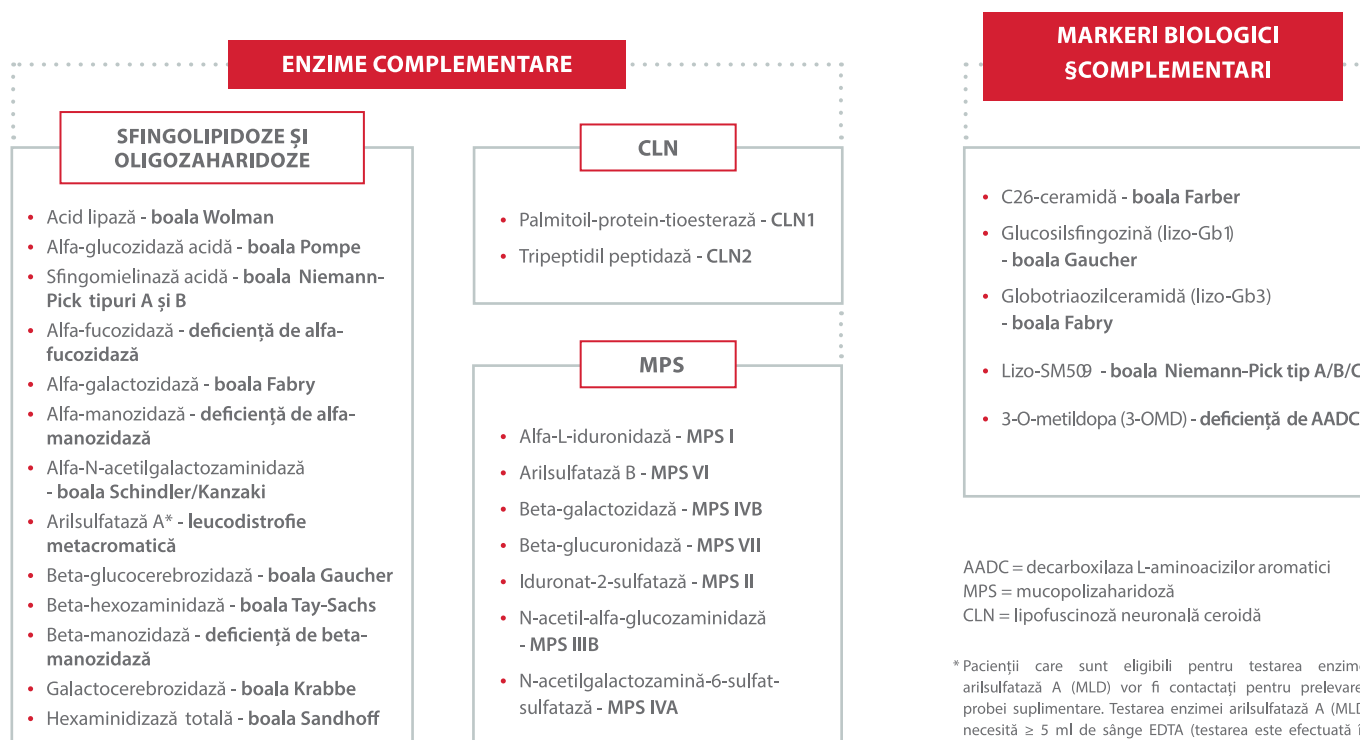 ENZIME COMPLEMENTARE
SFINGOLIPIDOZE ȘI
OLIGOZAHARIDOZE
• Acid lipază - boala Wolman
• Alfa-glucozidază acidă - boala Pompe
• Sfingomielinază acidă - boala Niemann-
Pick tipuri A și B
• Alfa-fucozidază - deficiență de alfa-
fucozidază
• Alfa-galactozidază - boala Fabry
• Alfa-manozidază - deficiență de alfa-
manozidază
• Alfa-N-acetilgalactozaminidază
- boala Schindler/Kanzaki
• Arilsulfatază A* - leucodistrofie
metacromatică
• Beta-glucocerebrozidază - boala Gaucher
• Beta-hexozaminidază - boala Tay-Sachs
• Beta-manozidază - deficiență de beta-
manozidază
• Galactocerebrozidază - boala Krabbe
• Hexaminidizază totală - boala Sandhoff
CLN
• Palmitoil-protein-tioesterază - CLN1
• Tripeptidil peptidază - CLN2
MPS
• Alfa-L-iduronidază - MPS I
• Arilsulfatază B - MPS VI
• Beta-galactozidază - MPS IVB
• Beta-glucuronidază - MPS VII
• Iduronat-2-sulfatază - MPS II
• N-acetil-alfa-glucozaminidază
- MPS IIIB
• N-acetilgalactozamină-6-sulfat-
sulfatază - MPS IVA
MARKERI BIOLOGICI
§COMPLEMENTARI
• C26-ceramidă - boala Farber
• Glucosilsfingozină (lizo-Gb1)
- boala Gaucher
• Globotriaozilceramidă (lizo-Gb3)
- boala Fabry
• Lizo-SM509 - boala Niemann-Pick tip A/B/C
• 3-O-metildopa (3-OMD) - deficiență de AADC
AADC = decarboxilaza L-aminoacizilor aromatici
MPS = mucopolizaharidoză
CLN = lipofuscinoză neuronală ceroidă
* Pacienții care sunt eligibili pentru testarea enzime
arilsulfatază A (MLD) vor fi contactați pentru prelevare
probei suplimentare. Testarea enzimei arilsulfatază A (MLD
necesită ≥ 5 ml de sânge EDTA (testarea este efectuată î